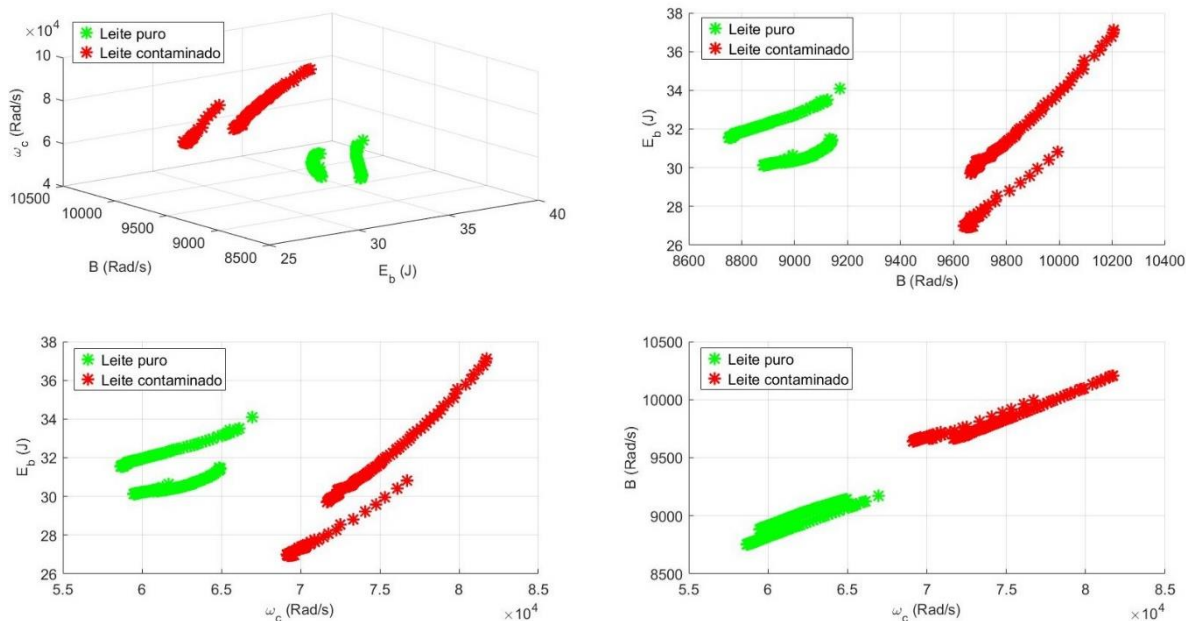 ×10⁴
Leite puro
Leite contaminado
10
8
6
4
ω_c (Rad/s)
10500
10000
9500
9000
8500
B (Rad/s)
25
30
35
40
E_b (J)
38
36
34
32
30
28
26
E_b (J)
Leite puro
Leite contaminado
8600 8800 9000 9200 9400 9600 9800 10000 10200 10400
B (Rad/s)
38
36
34
32
30
28
26
E_b (J)
Leite puro
Leite contaminado
5.5 6 6.5 7 7.5 8 8.5
ω_c (Rad/s)
×10⁴
10500
10000
9500
9000
8500
B (Rad/s)
Leite puro
Leite contaminado
5.5 6 6.5 7 7.5 8 8.5
ω_c (Rad/s)
×10⁴